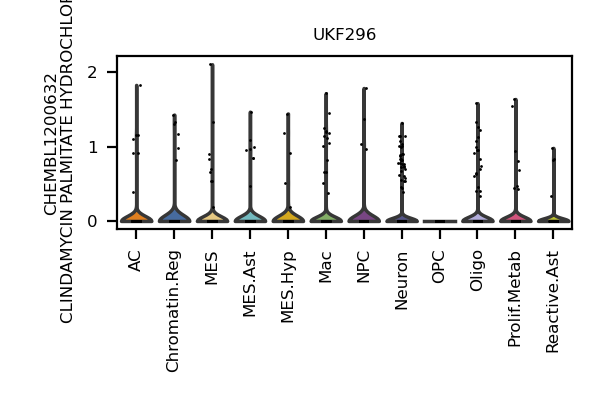 UKF296
CHEMBL1200632
CLINDAMYCIN PALMITATE HYDROCHLOR
2
1
0
AC
Chromatin.Reg
MES
MES.Ast
MES.Hyp
Mac
NPC
Neuron
OPC
Oligo
Prolif.Metab
Reactive.Ast